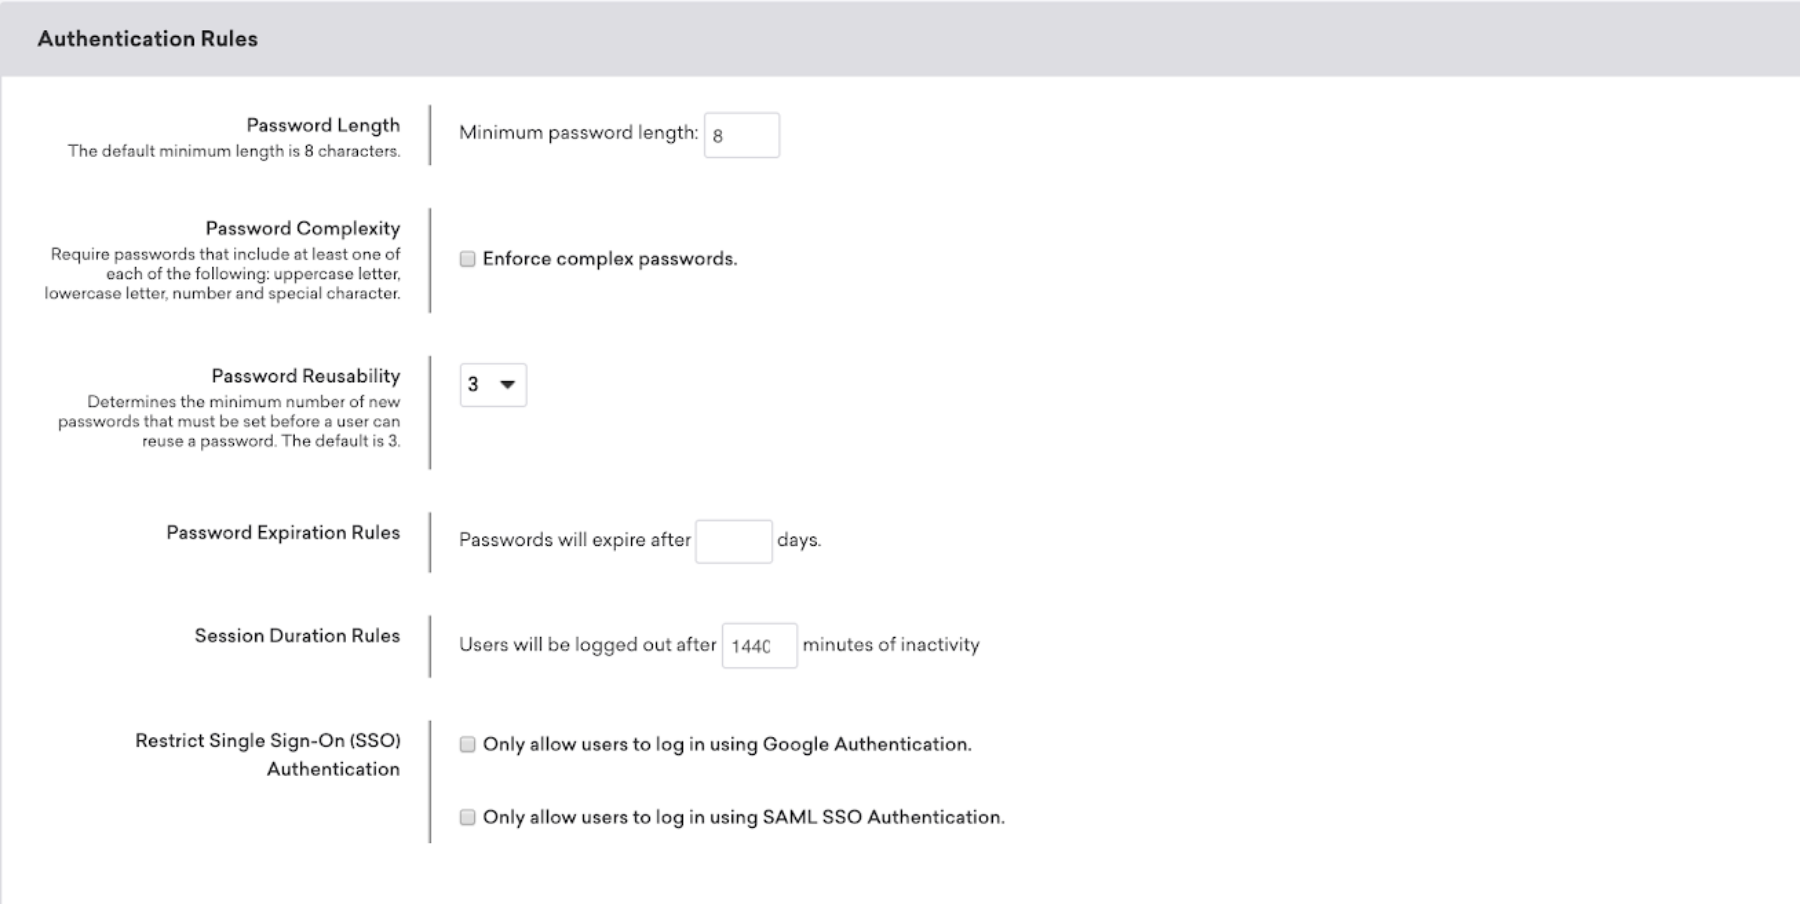 Authentication Rules
Password Length
The default minimum length is 8 characters.
Minimum password length: 8
Password Complexity
Require passwords that include at least one of
each of the following: uppercase letter,
lowercase letter, number and special character.
Enforce complex passwords.
Password Reusability
Determines the minimum number of new
passwords that must be set before a user can
reuse a password. The default is 3.
3
Password Expiration Rules
Passwords will expire after days.
Session Duration Rules
Users will be logged out after 1440 minutes of inactivity
Restrict Single Sign-On (SSO)
Authentication
Only allow users to log in using Google Authentication.
Only allow users to log in using SAML SSO Authentication.